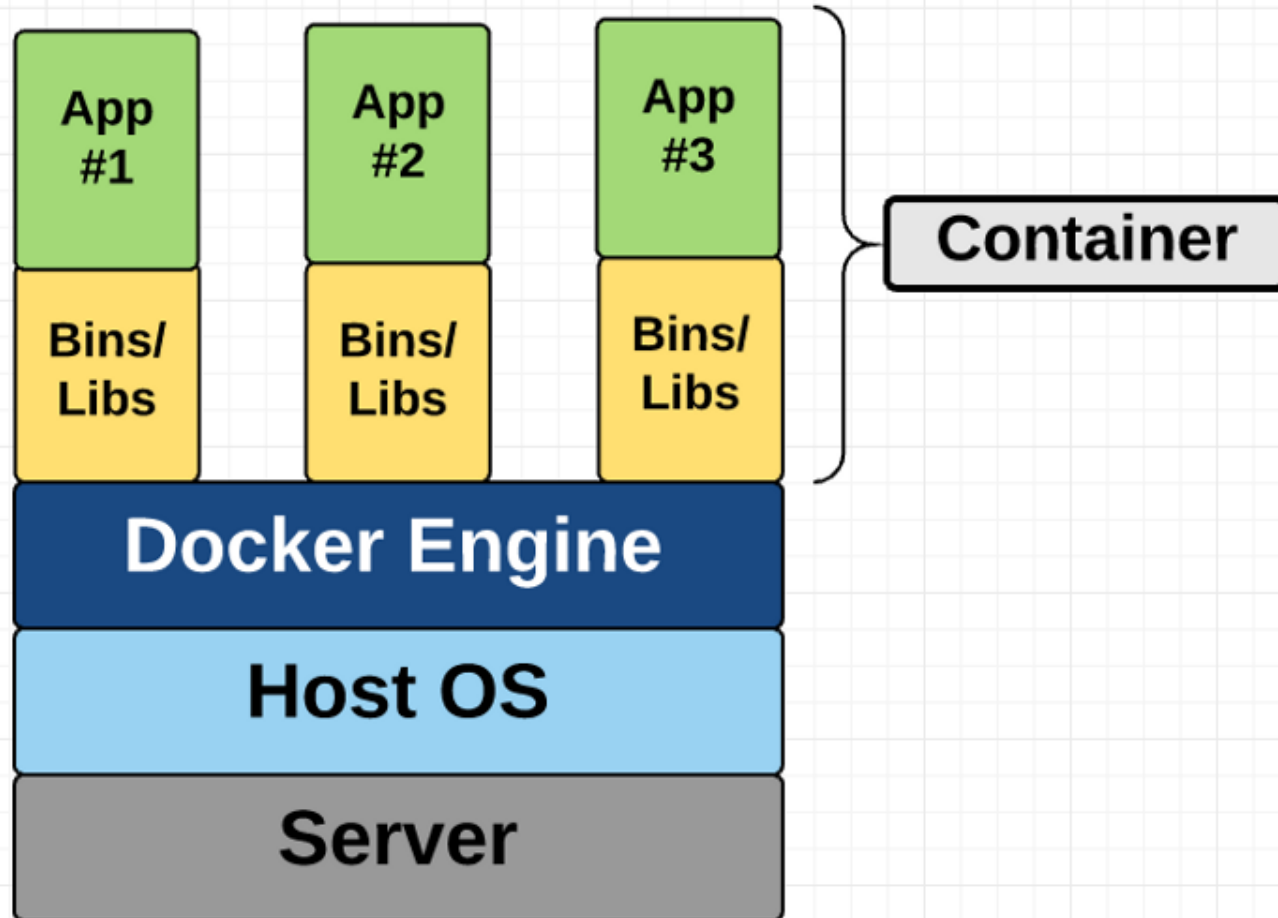 App
#1
App
#2
App
#3
Container
Bins/
Libs
Bins/
Libs
Bins/
Libs
Docker Engine
Host OS
Server